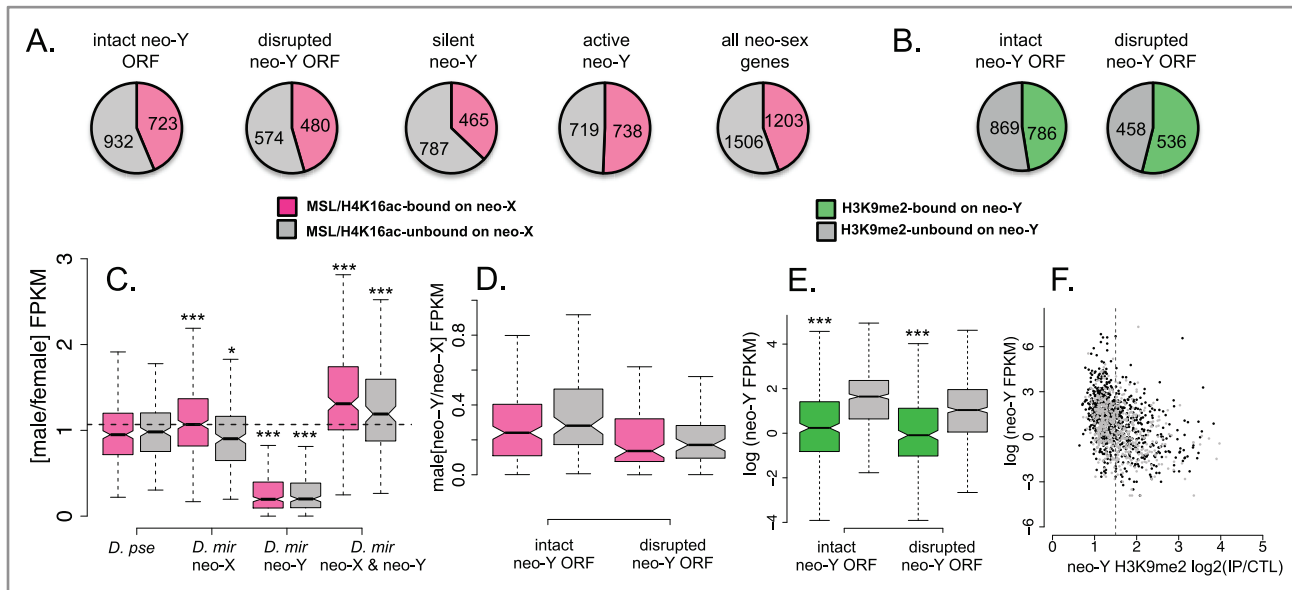 A.
intact neo-Y
ORF
disrupted
neo-Y ORF
silent
neo-Y
active
neo-Y
all neo-sex
genes
B.
intact
neo-Y ORF
disrupted
neo-Y ORF
932
723
574
480
787
465
719
738
1506
1203
869
786
458
536
MSL/H4K16ac-bound on neo-X
MSL/H4K16ac-unbound on neo-X
H3K9me2-bound on neo-Y
H3K9me2-unbound on neo-Y
C.
[male/female] FPKM
3
2
1
0
***
*
***
***
***
***
D. pse
D. mir
neo-X
D. mir
neo-Y
D. mir
neo-X & neo-Y
D.
male[neo–Y/neo–X] FPKM
0.8
0.4
0.0
intact
neo-Y ORF
disrupted
neo-Y ORF
E.
log (neo–Y FPKM)
6
4
2
0
−2
−4
***
***
intact
neo-Y ORF
disrupted
neo-Y ORF
F.
log (neo–Y FPKM)
9
6
3
0
−3
−6
0
1
2
3
4
5
neo-Y H3K9me2 log2(IP/CTL)